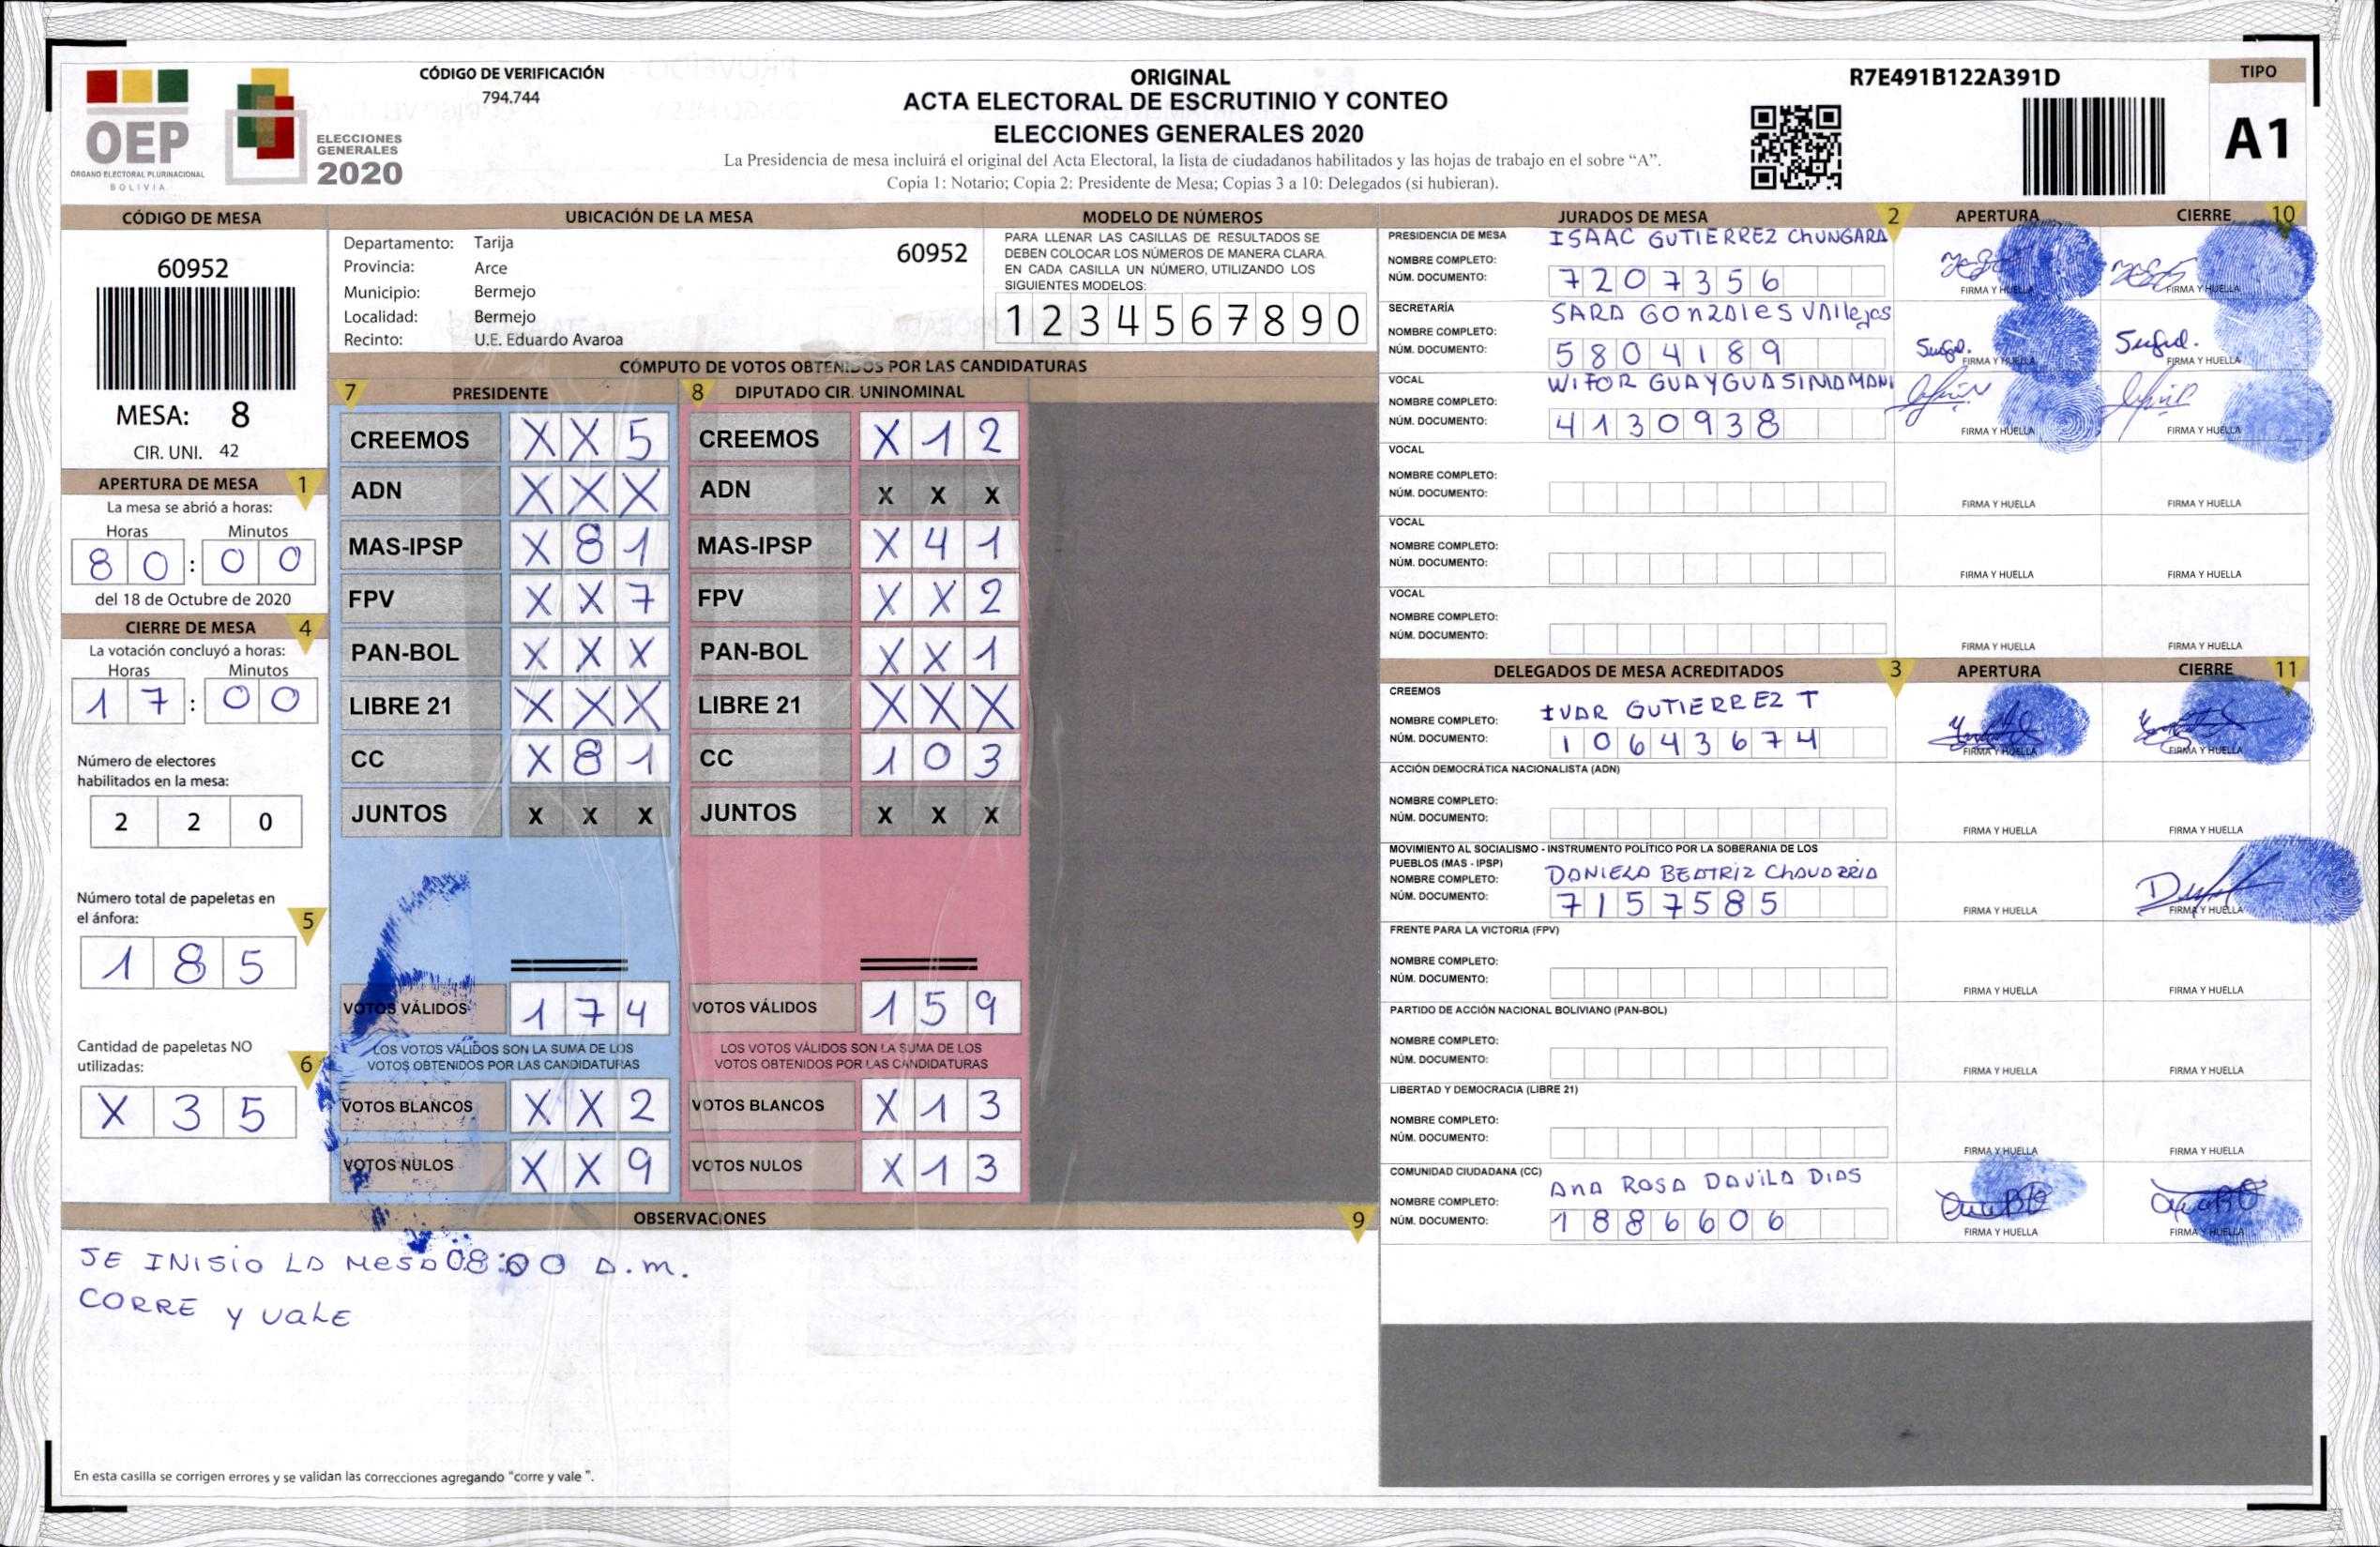 OEP
ÓRGANO ELECTORAL PLURINACIONAL
BOLIVIA
ELECCIONES
GENERALES
2020
CÓDIGO DE VERIFICACIÓN
794.744
ORIGINAL
ACTA ELECTORAL DE ESCRUTINIO Y CONTEO
ELECCIONES GENERALES 2020
La Presidencia de mesa incluirá el original del Acta Electoral, la lista de ciudadanos habilitados y las hojas de trabajo en el sobre “A”.
Copia 1: Notario; Copia 2: Presidente de Mesa; Copias 3 a 10: Delegados (si hubieran).
R7E491B122A391D
TIPO
A1
CÓDIGO DE MESA
60952
MESA: 8
CIR. UNI. 42
APERTURA DE MESA 1
La mesa se abrió a horas:
Horas Minutos
8 0 : 0 0
del 18 de Octubre de 2020
CIERRE DE MESA 4
La votación concluyó a horas:
Horas Minutos
1 7 : 0 0
Número de electores
habilitados en la mesa:
2 2 0
Número total de papeletas en
el ánfora: 5
1 8 5
Cantidad de papeletas NO
utilizadas: 6
X 3 5
UBICACIÓN DE LA MESA
Departamento: Tarija
60952
Provincia: Arce
Municipio: Bermejo
Localidad: Bermejo
Recinto: U.E. Eduardo Avaroa
MODELO DE NÚMEROS
PARA LLENAR LAS CASILLAS DE RESULTADOS SE
DEBEN COLOCAR LOS NÚMEROS DE MANERA CLARA.
EN CADA CASILLA UN NÚMERO, UTILIZANDO LOS
SIGUIENTES MODELOS:
1 2 3 4 5 6 7 8 9 0
CÓMPUTO DE VOTOS OBTENIDOS POR LAS CANDIDATURAS
7 PRESIDENTE
CREEMOS X X 5
ADN X X X
MAS-IPSP X 8 1
FPV X X 7
PAN-BOL X X X
LIBRE 21 X X X
CC X 8 1
JUNTOS X X X
VOTOS VÁLIDOS 1 7 4
LOS VOTOS VÁLIDOS SON LA SUMA DE LOS
VOTOS OBTENIDOS POR LAS CANDIDATURAS
VOTOS BLANCOS X X 2
VOTOS NULOS X X 9
8 DIPUTADO CIR. UNINOMINAL
CREEMOS X 1 2
ADN X X X
MAS-IPSP X 4 1
FPV X X 2
PAN-BOL X X 1
LIBRE 21 X X X
CC 1 0 3
JUNTOS X X X
VOTOS VÁLIDOS 1 5 9
LOS VOTOS VÁLIDOS SON LA SUMA DE LOS
VOTOS OBTENIDOS POR LAS CANDIDATURAS
VOTOS BLANCOS X 1 3
VOTOS NULOS X 1 3
OBSERVACIONES 9
SE INISIO LA MESA 08:00 A.m.
CORRE Y VALE
En esta casilla se corrigen errores y se validan las correcciones agregando "corre y vale ".
JURADOS DE MESA 2 APERTURA CIERRE 10
PRESIDENCIA DE MESA
NOMBRE COMPLETO: ISAAC GUTIERREZ CHUNGARA
NÚM. DOCUMENTO: 7207356
FIRMA Y HUELLA FIRMA Y HUELLA
SECRETARÍA
NOMBRE COMPLETO: SARA GONZALES VAllejos
NÚM. DOCUMENTO: 5804189
FIRMA Y HUELLA FIRMA Y HUELLA
VOCAL
NOMBRE COMPLETO: WITOR GUAYGUASIMAMANI
NÚM. DOCUMENTO: 4130938
FIRMA Y HUELLA FIRMA Y HUELLA
VOCAL
NOMBRE COMPLETO:
NÚM. DOCUMENTO:
FIRMA Y HUELLA FIRMA Y HUELLA
VOCAL
NOMBRE COMPLETO:
NÚM. DOCUMENTO:
FIRMA Y HUELLA FIRMA Y HUELLA
VOCAL
NOMBRE COMPLETO:
NÚM. DOCUMENTO:
FIRMA Y HUELLA FIRMA Y HUELLA
DELEGADOS DE MESA ACREDITADOS 3 APERTURA CIERRE 11
CREEMOS
NOMBRE COMPLETO: IVAR GUTIERREZ T
NÚM. DOCUMENTO: 10643674
FIRMA Y HUELLA FIRMA Y HUELLA
ACCIÓN DEMOCRÁTICA NACIONALISTA (ADN)
NOMBRE COMPLETO:
NÚM. DOCUMENTO:
FIRMA Y HUELLA FIRMA Y HUELLA
MOVIMIENTO AL SOCIALISMO - INSTRUMENTO POLÍTICO POR LA SOBERANIA DE LOS
PUEBLOS (MAS - IPSP)
NOMBRE COMPLETO: DANIELA BEATRIZ CHAVARRIA
NÚM. DOCUMENTO: 7157585
FIRMA Y HUELLA FIRMA Y HUELLA
FRENTE PARA LA VICTORIA (FPV)
NOMBRE COMPLETO:
NÚM. DOCUMENTO:
FIRMA Y HUELLA FIRMA Y HUELLA
PARTIDO DE ACCIÓN NACIONAL BOLIVIANO (PAN-BOL)
NOMBRE COMPLETO:
NÚM. DOCUMENTO:
FIRMA Y HUELLA FIRMA Y HUELLA
LIBERTAD Y DEMOCRACIA (LIBRE 21)
NOMBRE COMPLETO:
NÚM. DOCUMENTO:
FIRMA Y HUELLA FIRMA Y HUELLA
COMUNIDAD CIUDADANA (CC)
NOMBRE COMPLETO: ANA ROSA DAVILA DIAS
NÚM. DOCUMENTO: 1886606
FIRMA Y HUELLA FIRMA Y HUELLA